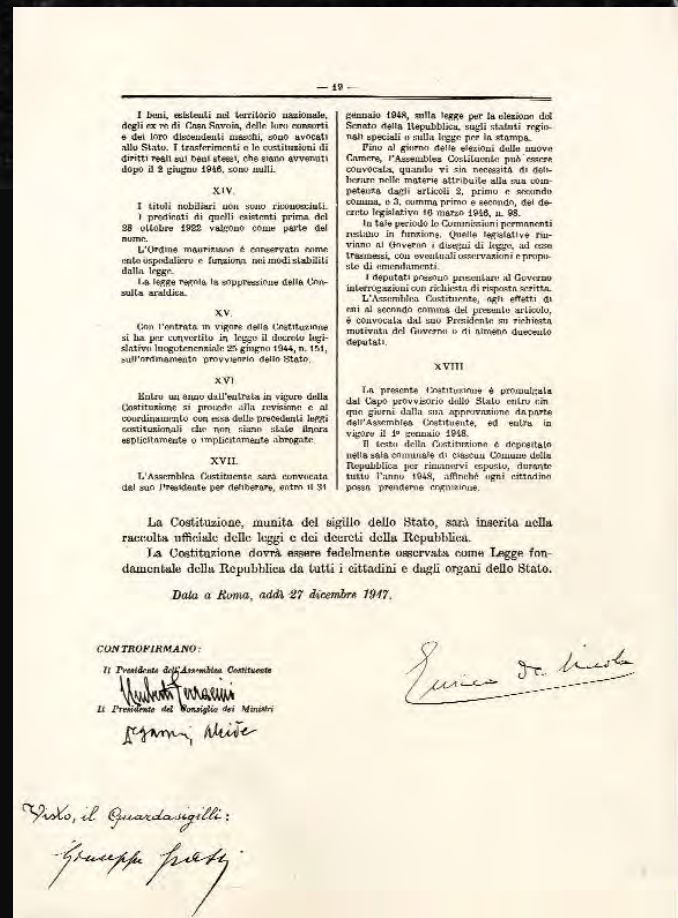 — 19 —
I beni, esistenti nel territorio nazionale,
degli ex re di Casa Savoia, delle loro consorti
e dei loro discendenti maschi, sono avocati
allo Stato. I trasferimenti e le costituzioni di
diritti reali sui beni stessi, che siano avvenuti
dopo il 2 giugno 1946, sono nulli.
XIV.
I titoli nobiliari non sono riconosciuti.
I predicati di quelli esistenti prima del
28 ottobre 1922 valgono come parte del
nome.
L'Ordine mauriziano è conservato come
ente ospedaliero e funziona nei modi stabiliti
dalla legge.
La legge regola la soppressione della Con-
sulta araldica.
XV.
Con l'entrata in vigore della Costituzione
si ha per convertito in legge il decreto legi-
slativo luogotenenziale 25 giugno 1944, n. 151,
sull'ordinamento provvisorio dello Stato.
XVI
Entro un anno dall'entrata in vigore della
Costituzione si procede alla revisione e al
coordinamento con essa delle precedenti leggi
costituzionali che non siano state finora
esplicitamente o implicitamente abrogate.
XVII.
L'Assemblea Costituente sarà convocata
dal suo Presidente per deliberare, entro il 31
gennaio 1948, sulla legge per la elezione del
Senato della Repubblica, sugli statuti regio-
nali speciali e sulla legge per la stampa.
Fino al giorno delle elezioni delle nuove
Camere, l'Assemblea Costituente può essere
convocata, quando vi sia necessità di deli-
berare nelle materie attribuite alla sua com-
petenza dagli articoli 2, primo e secondo
comma, e 3, comma primo e secondo, del de-
creto legislativo 16 marzo 1946, n. 98.
In tale periodo le Commissioni permanenti
restano in funzione. Quelle legislative rin-
viano al Governo i disegni di legge, ad esse
trasmessi, con eventuali osservazioni e propo-
ste di emendamenti.
I deputati possono presentare al Governo
interrogazioni con richiesta di risposta scritta.
L'Assemblea Costituente, agli effetti di
cui al secondo comma del presente articolo,
è convocata dal suo Presidente su richiesta
motivata del Governo o di almeno duecento
deputati.
XVIII
La presente Costituzione è promulgata
dal Capo provvisorio dello Stato entro cin-
que giorni dalla sua approvazione da parte
dell'Assemblea Costituente, ed entra in
vigore il 1° gennaio 1948.
Il testo della Costituzione è depositato
nella sala comunale di ciascun Comune della
Repubblica per rimanervi esposto, durante
tutto l'anno 1948, affinché ogni cittadino
possa prenderne cognizione.
La Costituzione, munita del sigillo dello Stato, sarà inserita nella
raccolta ufficiale delle leggi e dei decreti della Repubblica.
La Costituzione dovrà essere fedelmente osservata come Legge fon-
damentale della Repubblica da tutti i cittadini e dagli organi dello Stato.
Data a Roma, addì 27 dicembre 1947.
CONTROFIRMANO:
Il Presidente dell'Assemblea Costituente
Umberto Terracini
Il Presidente del Consiglio dei Ministri
Degasperi Alcide
Enrico De Nicola
Visto, il Guardasigilli:
Giuseppe Grassi